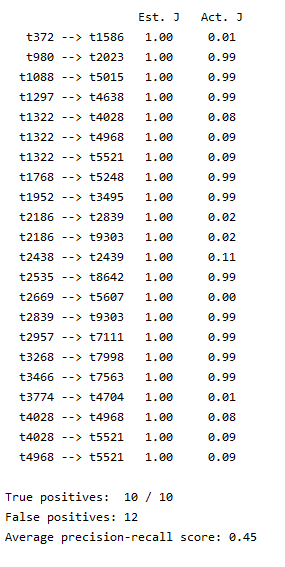 Est. J Act. J
t372 --> t1586 1.00 0.01
t980 --> t2023 1.00 0.99
t1088 --> t5015 1.00 0.99
t1297 --> t4638 1.00 0.99
t1322 --> t4028 1.00 0.08
t1322 --> t4968 1.00 0.09
t1322 --> t5521 1.00 0.09
t1768 --> t5248 1.00 0.99
t1952 --> t3495 1.00 0.99
t2186 --> t2839 1.00 0.02
t2186 --> t9303 1.00 0.02
t2438 --> t2439 1.00 0.11
t2535 --> t8642 1.00 0.99
t2669 --> t5607 1.00 0.00
t2839 --> t9303 1.00 0.99
t2957 --> t7111 1.00 0.99
t3268 --> t7998 1.00 0.99
t3466 --> t7563 1.00 0.99
t3774 --> t4704 1.00 0.01
t4028 --> t4968 1.00 0.08
t4028 --> t5521 1.00 0.09
t4968 --> t5521 1.00 0.09
True positives: 10 / 10
False positives: 12
Average precision-recall score: 0.45